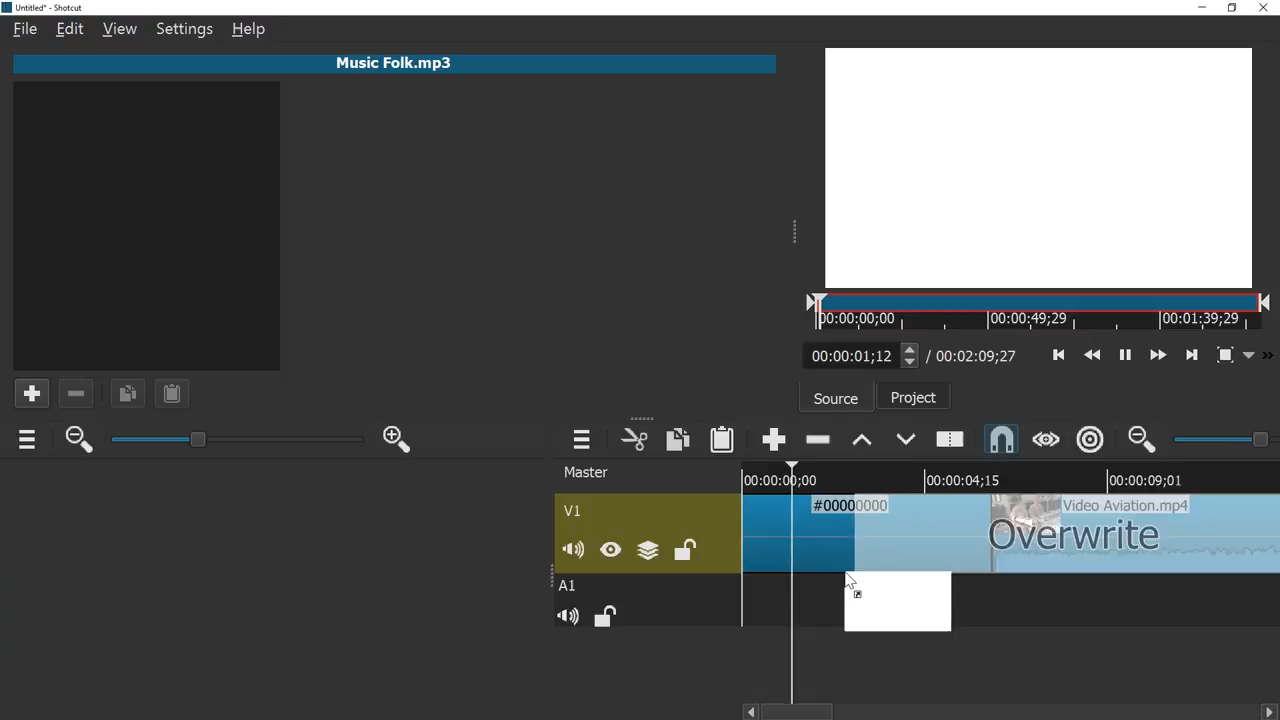 Untitled* - Shotcut
File Edit View Settings Help
Music Folk.mp3
00:00:00;00 00:00:49;29 00:01:39;29
00:00:01;12 / 00:02:09;27
Source Project
Master
00:00:00;00 00:00:04;15 00:00:09;01
V1
#00000000
Video Aviation.mp4
Overwrite
A1